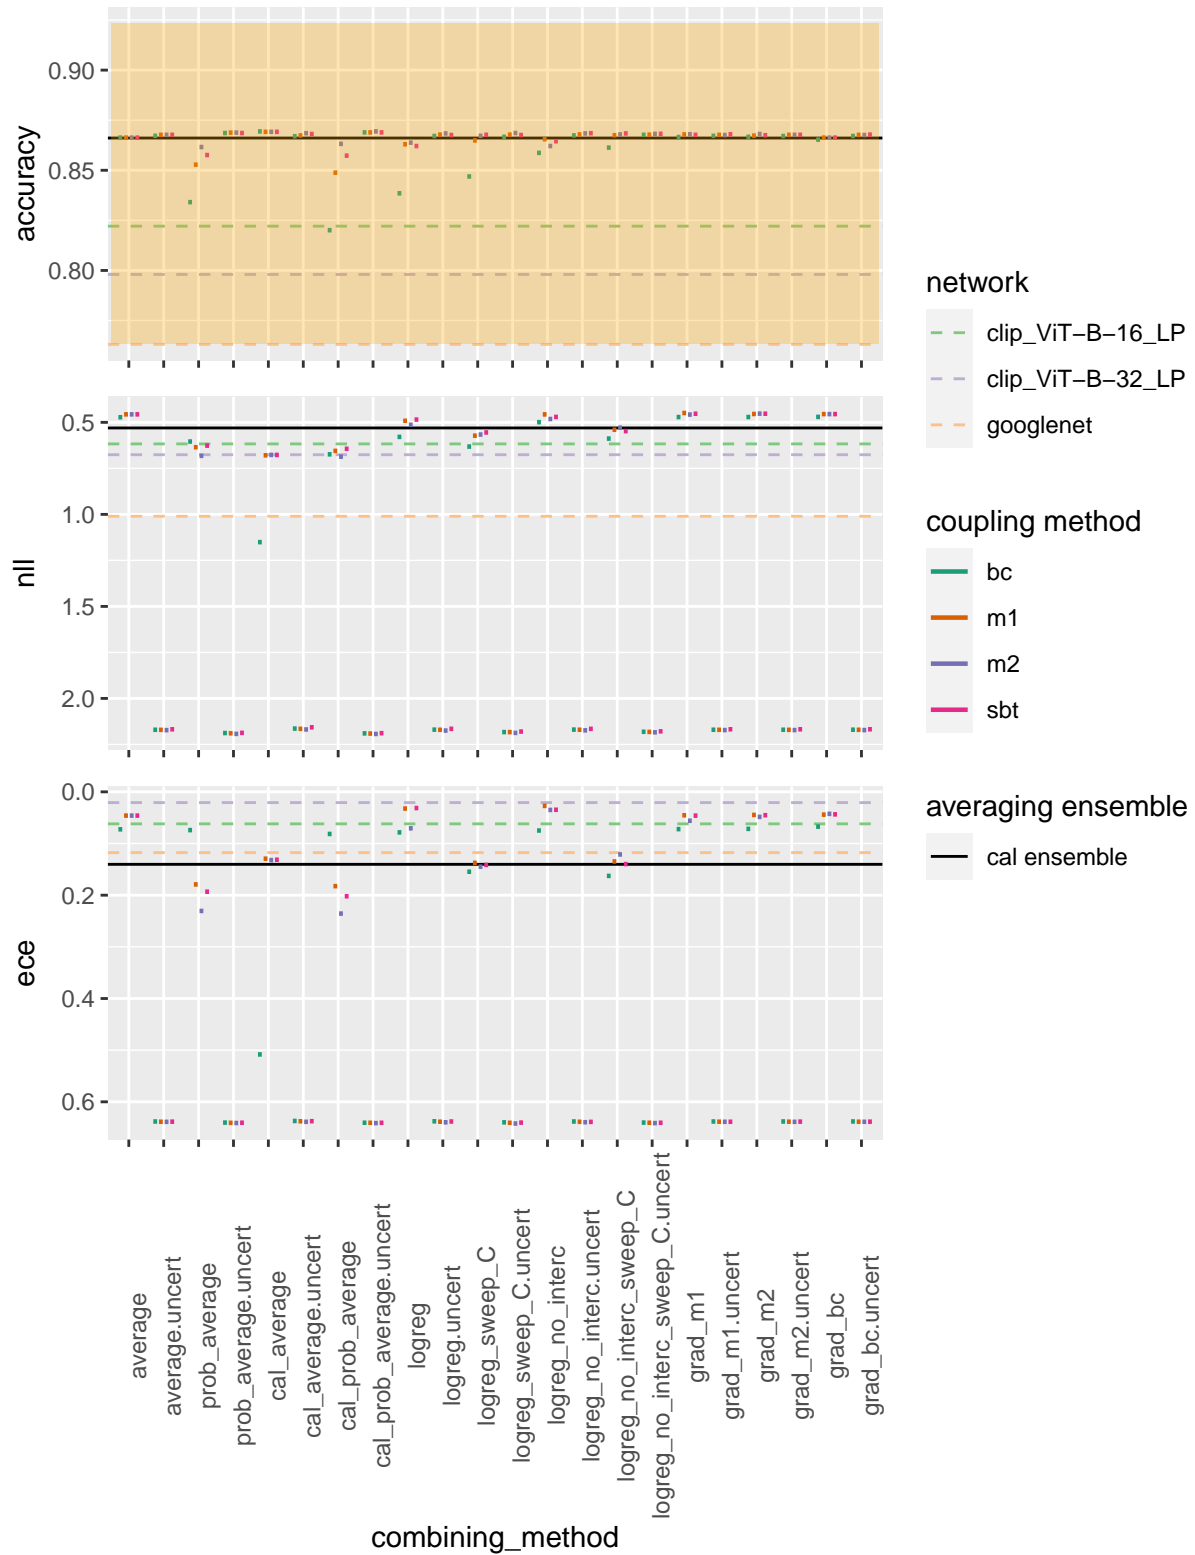 accuracy
0.90
0.85
0.80
nll
0.5
1.0
1.5
2.0
ece
0.0
0.2
0.4
0.6
average
average.uncert
prob_average
prob_average.uncert
cal_average
cal_average.uncert
cal_prob_average
cal_prob_average.uncert
logreg
logreg.uncert
logreg_sweep_C
logreg_sweep_C.uncert
logreg_no_interc
logreg_no_interc.uncert
logreg_no_interc_sweep_C
logreg_no_interc_sweep_C.uncert
grad_m1
grad_m1.uncert
grad_m2
grad_m2.uncert
grad_bc
grad_bc.uncert
combining_method
network
clip_ViT−B−16_LP
clip_ViT−B−32_LP
googlenet
coupling method
bc
m1
m2
sbt
averaging ensemble
cal ensemble